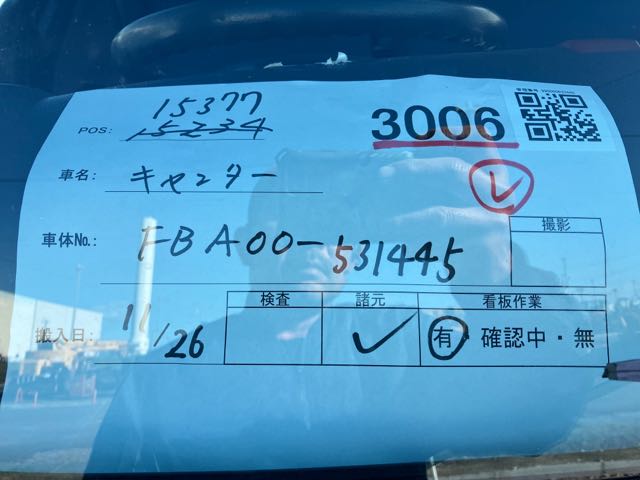 15377
POS: 15234
3006
車名: キャンター
レ
車体No.: FBA00-531445
撮影
搬入日: 11/26
検査 諸元 看板作業
有・確認中・無